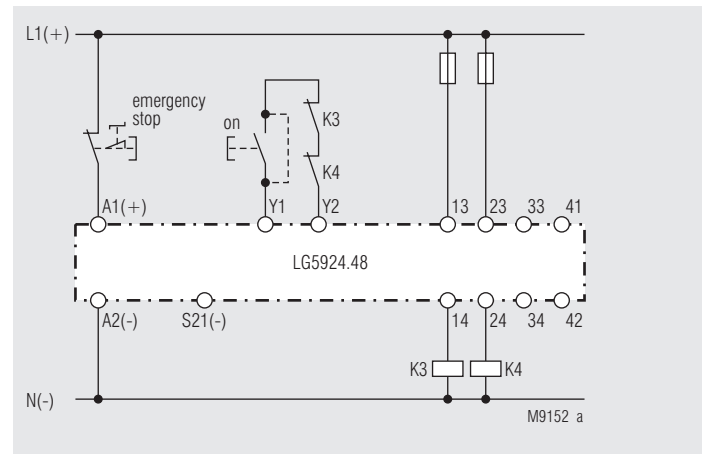 L1(+)
emergency
stop
on
K3
K4
A1(+)
Y1
Y2
13
23
33
41
LG5924.48
A2(-)
S21(-)
14
24
34
42
K3
K4
N(-)
M9152 a